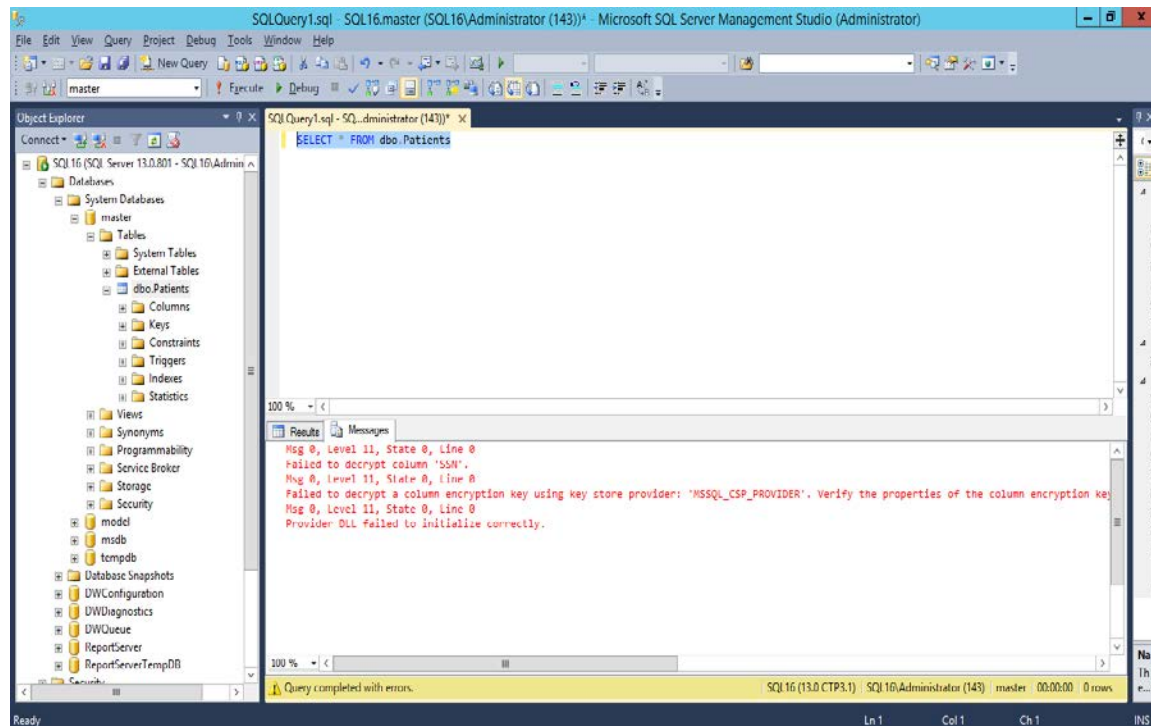 SQLQuery1.sql - SQL16.master (SQL16\Administrator (143))* - Microsoft SQL Server Management Studio (Administrator)
File Edit View Query Project Debug Tools Window Help
New Query
master Execute Debug
Object Explorer
SQLQuery1.sql - SQ...dministrator (143))*
Connect
SELECT * FROM dbo.Patients
SQL16 (SQL Server 13.0.801 - SQL16\Admin
Databases
System Databases
master
Tables
System Tables
External Tables
dbo.Patients
Columns
Keys
Constraints
Triggers
Indexes
Statistics
Views
Synonyms
Programmability
Service Broker
Storage
Security
model
msdb
tempdb
Database Snapshots
DWConfiguration
DWDiagnostics
DWQueue
ReportServer
ReportServerTempDB
Security
100 %
Results Messages
Msg 0, Level 11, State 0, Line 0
Failed to decrypt column 'SSN'.
Msg 0, Level 11, State 0, Line 0
Failed to decrypt a column encryption key using key store provider: 'MSSQL_CSP_PROVIDER'. Verify the properties of the column encryption key
Msg 0, Level 11, State 0, Line 0
Provider DLL failed to initialize correctly.
100 %
Query completed with errors. SQL16 (13.0 CTP3.1) SQL16\Administrator (143) master 00:00:00 0 rows
Na
Th
e...
Ready Ln 1 Col 1 Ch 1 INS